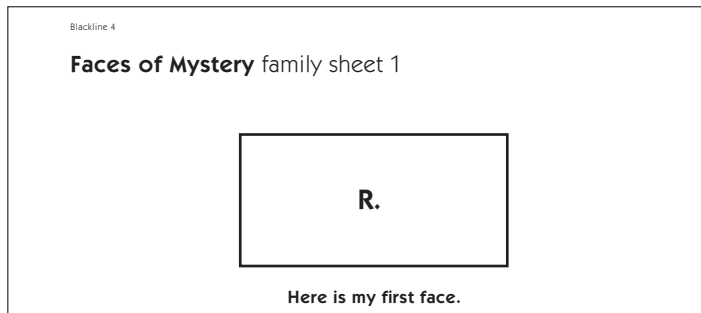 Blackline 4
Faces of Mystery family sheet 1
R.
Here is my first face.